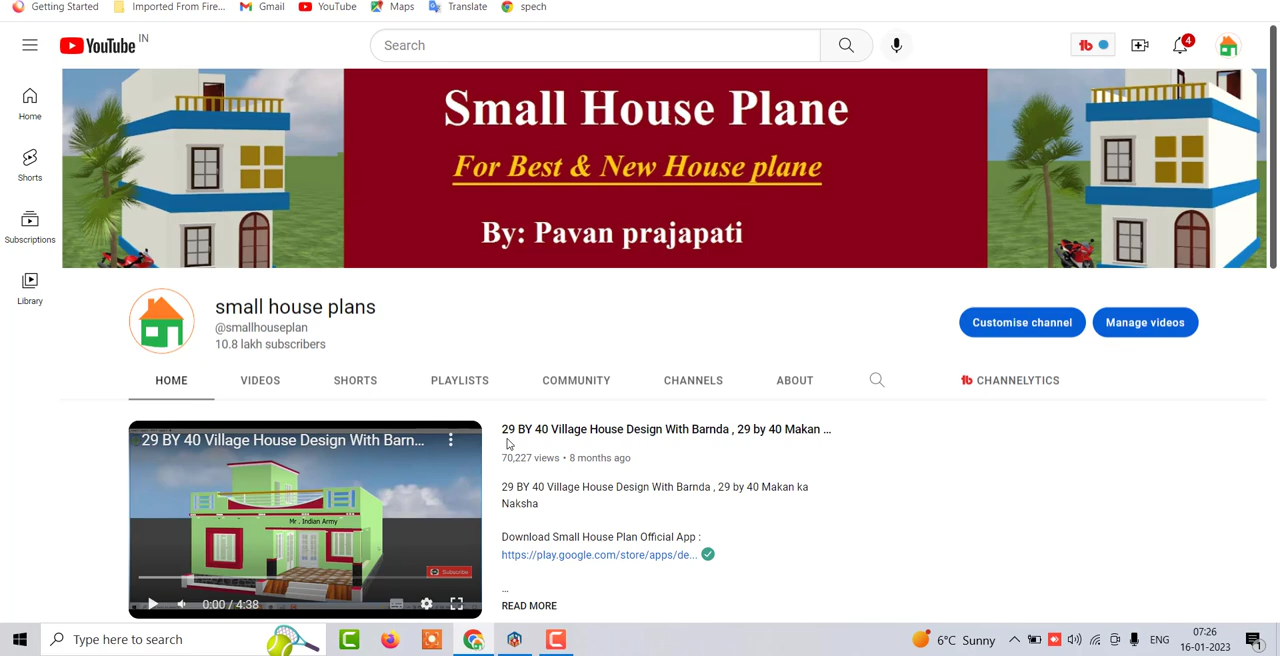 Getting Started Imported From Fire... Gmail YouTube Maps Translate spech
YouTube IN
Search
tb
4
Home
Shorts
Subscriptions
Library
Small House Plane
For Best & New House plane
By: Pavan prajapati
small house plans
@smallhouseplan
10.8 lakh subscribers
Customise channel
Manage videos
HOME VIDEOS SHORTS PLAYLISTS COMMUNITY CHANNELS ABOUT tb CHANNELYTICS
29 BY 40 Village House Design With Barn...
Mr . Indian Army
Subscribe
0:00 / 4:38
29 BY 40 Village House Design With Barnda , 29 by 40 Makan ...
70,227 views • 8 months ago
29 BY 40 Village House Design With Barnda , 29 by 40 Makan ka
Naksha
Download Small House Plan Official App :
https://play.google.com/store/apps/de...
...
READ MORE
Type here to search
6°C Sunny
ENG
07:26
16-01-2023
1